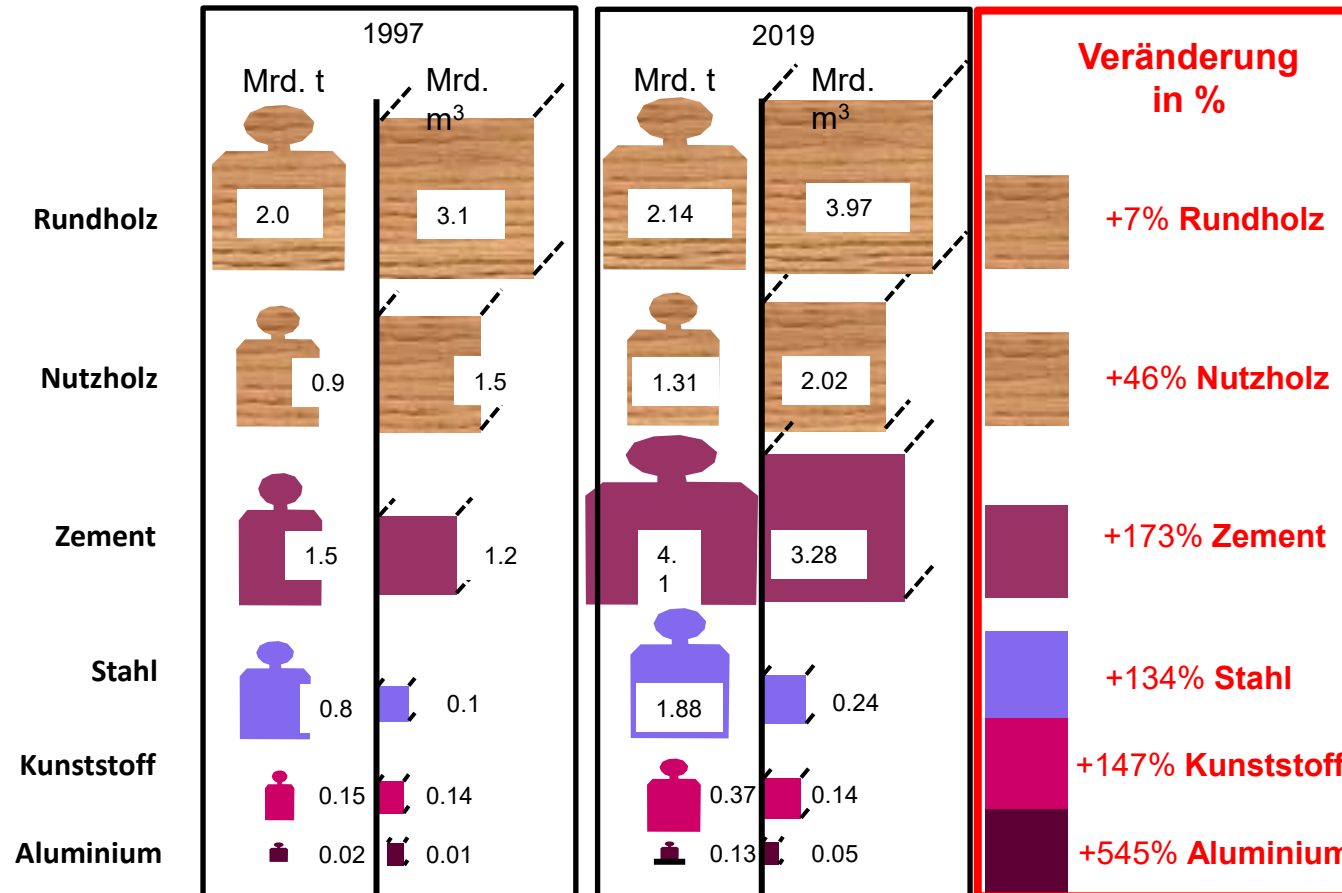 1997
Mrd. t
Mrd.
m³
2019
Mrd. t
Mrd.
m³
Veränderung
in %
Rundholz
2.0
3.1
2.14
3.97
+7% Rundholz
Nutzholz
0.9
1.5
1.31
2.02
+46% Nutzholz
Zement
1.5
1.2
4.
1
3.28
+173% Zement
Stahl
0.8
0.1
1.88
0.24
+134% Stahl
Kunststoff
0.15
0.14
0.37
0.14
+147% Kunststoff
Aluminium
0.02
0.01
0.13
0.05
+545% Aluminium